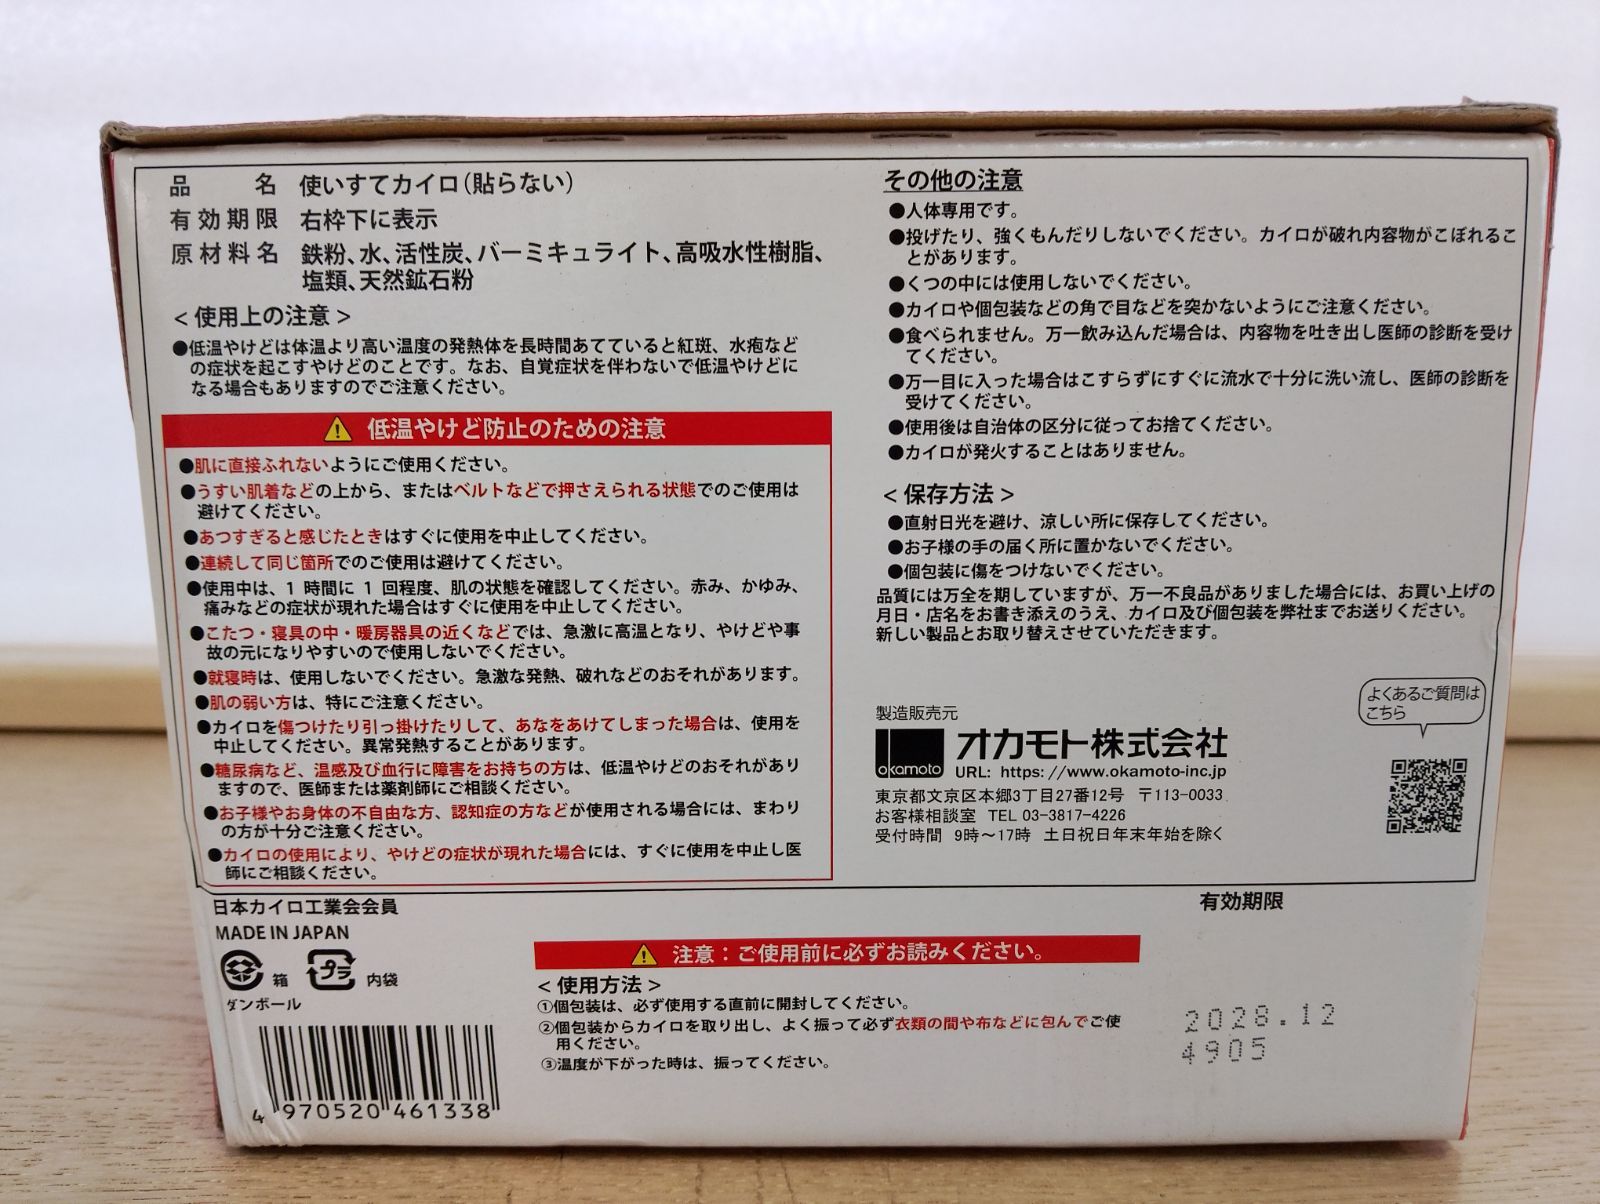 品名 使いすてカイロ(貼らない)
有効期限 右枠下に表示
原材料名 鉄粉、水、活性炭、バーミキュライト、高吸水性樹脂、
塩類、天然鉱石粉
<使用上の注意>
●低温やけどは体温より高い温度の発熱体を長時間あてていると紅斑、水疱など
の症状を起こすやけどのことです。なお、自覚症状を伴わないで低温やけどに
なる場合もありますのでご注意ください。
低温やけど防止のための注意
●肌に直接ふれないようにご使用ください。
●うすい肌着などの上から、またはベルトなどで押さえられる状態でのご使用は
避けてください。
●あつすぎると感じたときはすぐに使用を中止してください。
●連続して同じ箇所でのご使用は避けてください。
●使用中は、1時間に1回程度、肌の状態を確認してください。赤み、かゆみ、
痛みなどの症状が現れた場合はすぐに使用を中止してください。
●こたつ・寝具の中・暖房器具の近くなどでは、急激に高温となり、やけどや事
故の元になりやすいので使用しないでください。
●就寝時は、使用しないでください。急激な発熱、破れなどのおそれがあります。
●肌の弱い方は、特にご注意ください。
●カイロを傷つけたり引っ掛けたりして、あなをあけてしまった場合は、使用を
中止してください。異常発熱することがあります。
●糖尿病など、温感及び血行に障害をお持ちの方は、低温やけどのおそれがあり
ますので、医師または薬剤師にご相談ください。
●お子様やお身体の不自由な方、認知症の方などが使用される場合には、まわり
の方が十分ご注意ください。
●カイロの使用により、やけどの症状が現れた場合には、すぐに使用を中止し医
師にご相談ください。
その他の注意
●人体専用です。
●投げたり、強くもんだりしないでください。カイロが破れ内容物がこぼれるこ
とがあります。
●くつの中には使用しないでください。
●カイロや個包装などの角で目などを突かないようにご注意ください。
●食べられません。万一飲み込んだ場合は、内容物を吐き出し医師の診断を受け
てください。
●万一目に入った場合はこすらずにすぐに流水で十分に洗い流し、医師の診断を
受けてください。
●使用後は自治体の区分に従ってお捨てください。
●カイロが発火することはありません。
<保存方法>
●直射日光を避け、涼しい所に保存してください。
●お子様の手の届く所に置かないでください。
●個包装に傷をつけないでください。
品質には万全を期していますが、万一不良品がありました場合には、お買い上げの
月日・店名をお書き添えのうえ、カイロ及び個包装を弊社までお送りください。
新しい製品とお取り替えさせていただきます。
よくあるご質問は
こちら
製造販売元
okamoto オカモト株式会社
URL: https://www.okamoto-inc.jp
東京都文京区本郷3丁目27番12号 〒113-0033
お客様相談室 TEL 03-3817-4226
受付時間 9時～17時 土日祝日年末年始を除く
日本カイロ工業会会員
MADE IN JAPAN
箱 プラ 内袋
ダンボール
4 970520 461338
注意:ご使用前に必ずお読みください。
<使用方法>
①個包装は、必ず使用する直前に開封してください。
②個包装からカイロを取り出し、よく振って必ず衣類の間や布などに包んでご使
用ください。
③温度が下がった時は、振ってください。
有効期限
2028.12
4905